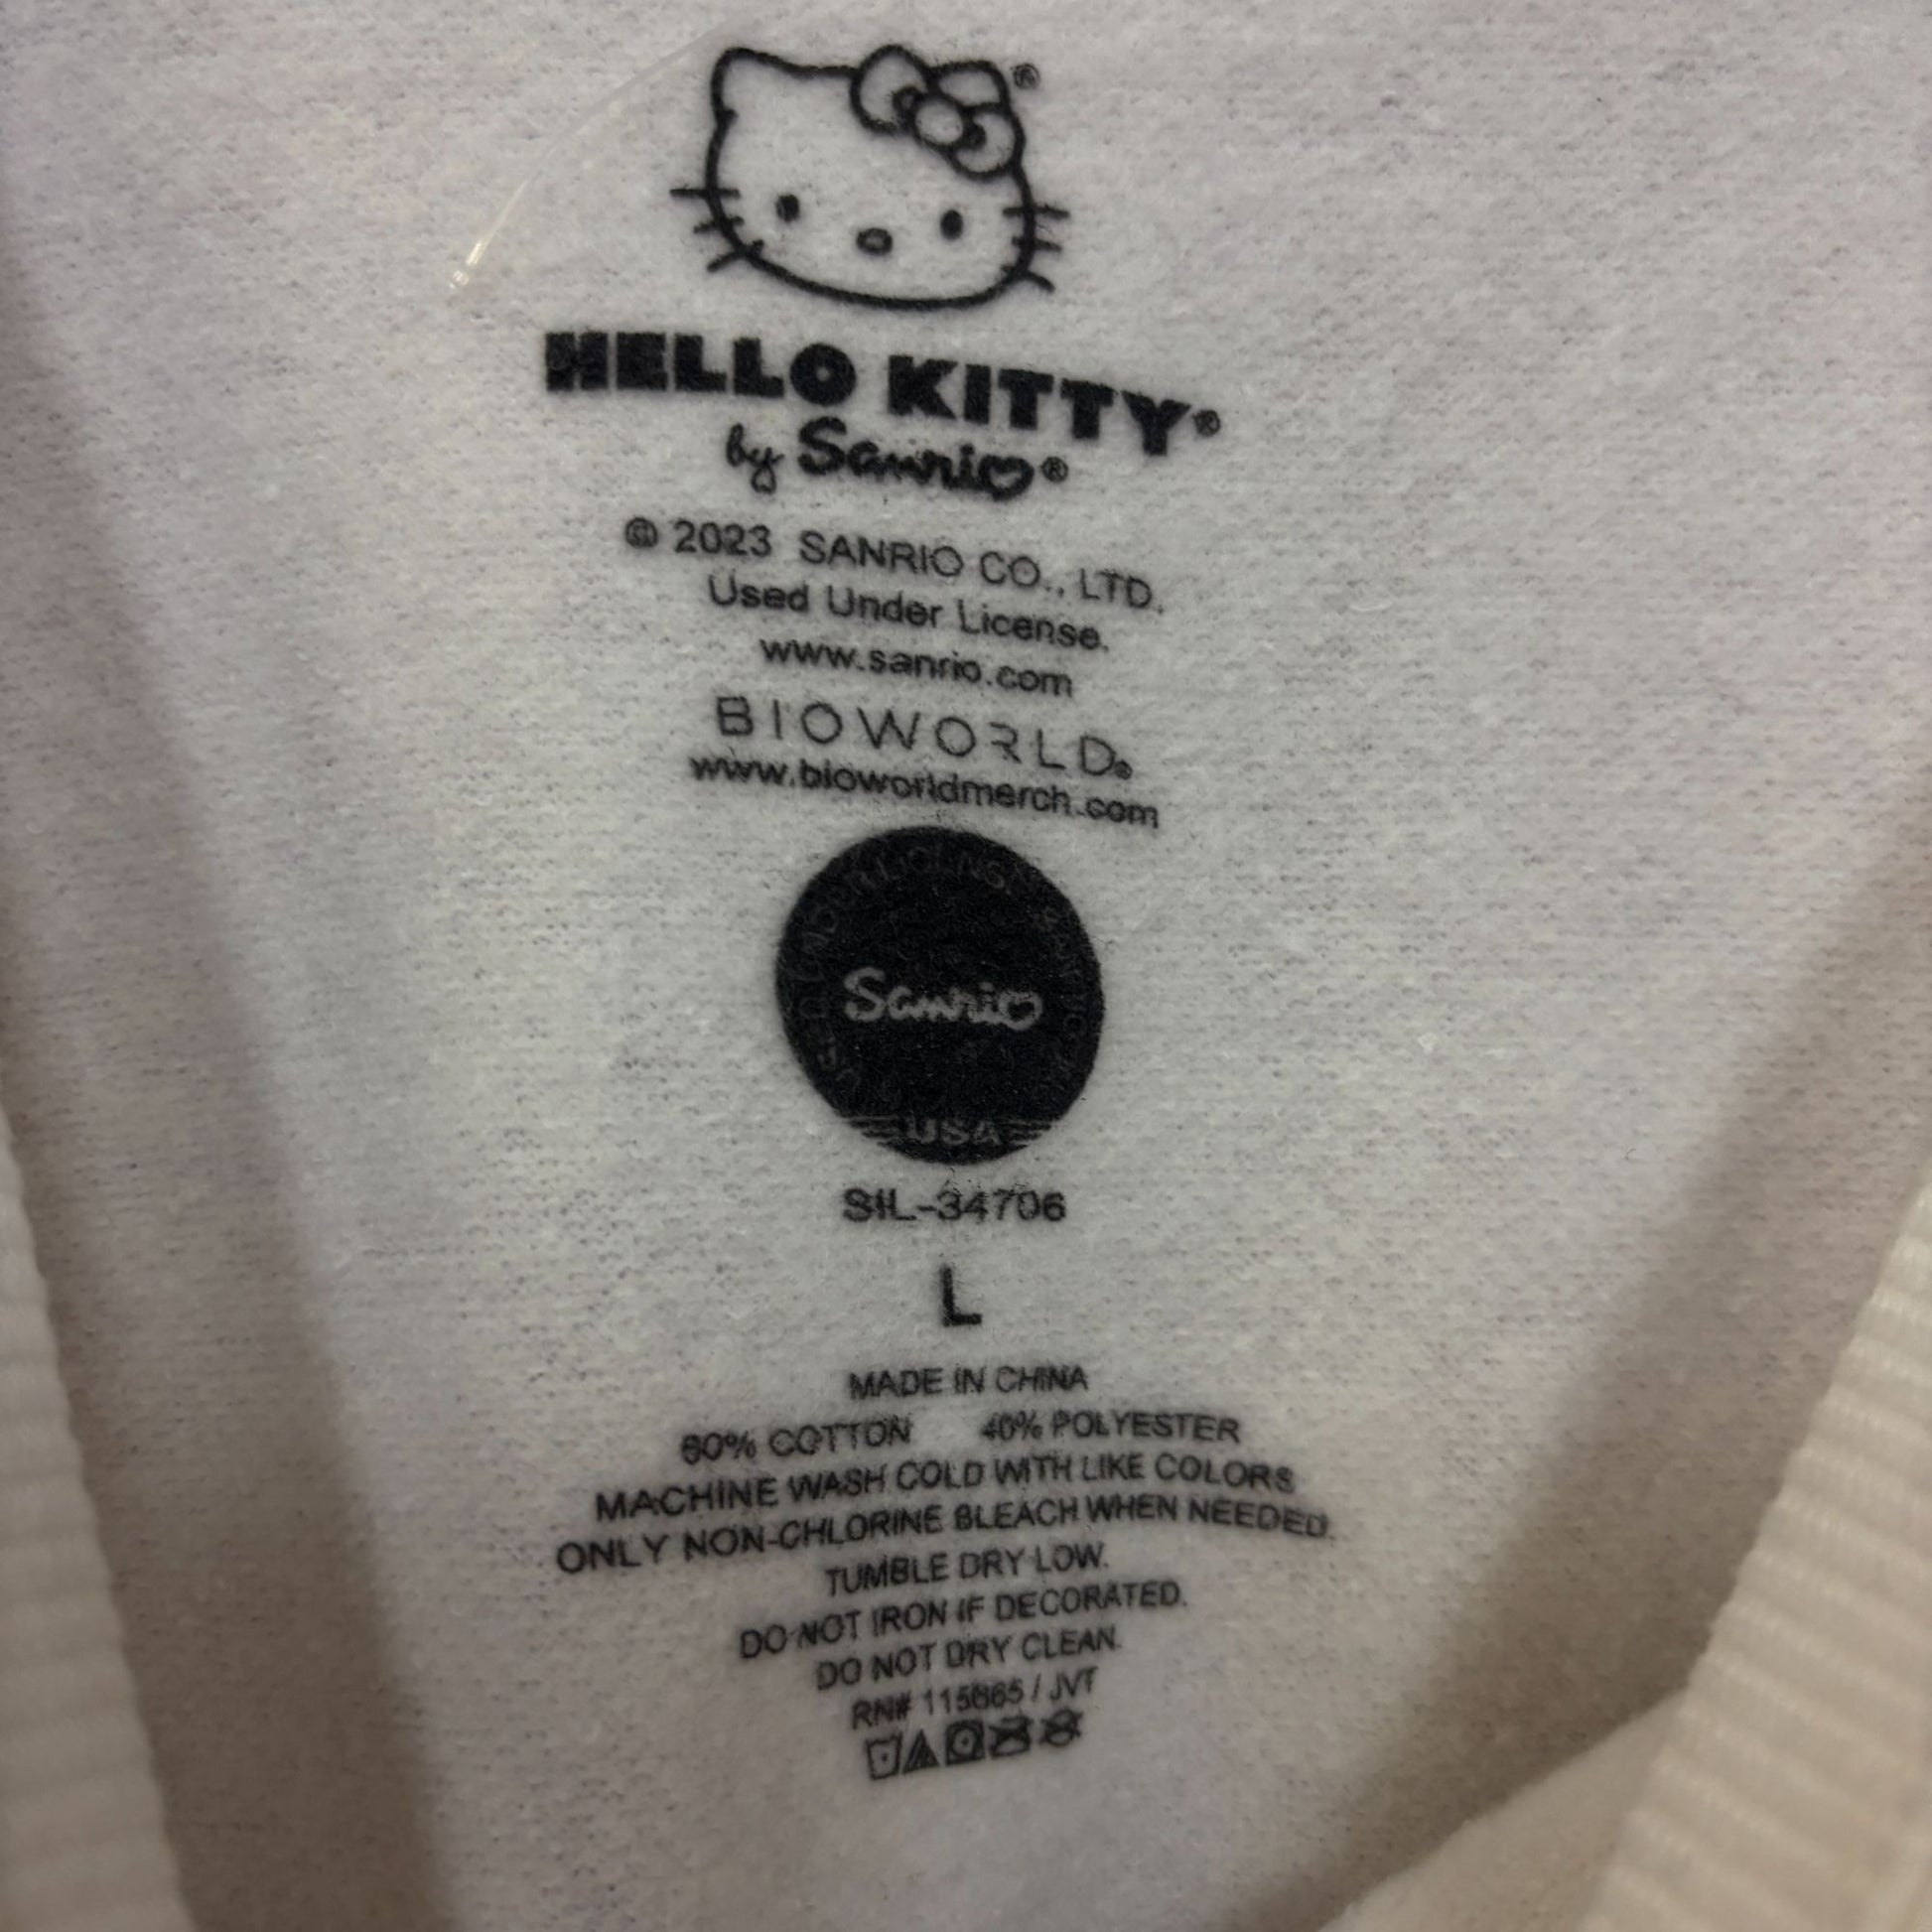 ®
HELLO KITTY®
by Sanrio®
© 2023 SANRIO CO., LTD.
Used Under License.
www.sanrio.com
BIOWORLD®
www.bioworldmerch.com
Sanrio
USA
SIL-34706
L
MADE IN CHINA
60% COTTON 40% POLYESTER
MACHINE WASH COLD WITH LIKE COLORS
ONLY NON-CHLORINE BLEACH WHEN NEEDED.
TUMBLE DRY LOW.
DO NOT IRON IF DECORATED.
DO NOT DRY CLEAN.
RN# 115865 / JVT